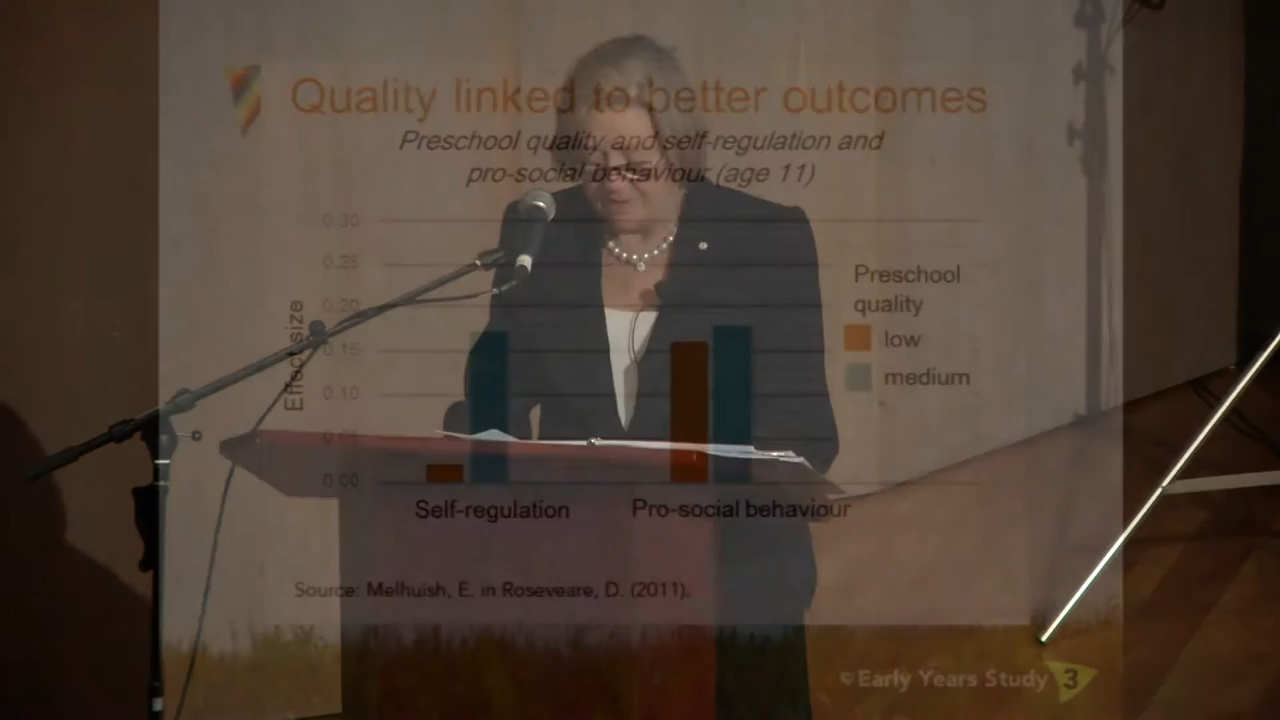 Quality linked to better outcomes
Preschool quality and self-regulation and
pro-social behaviour (age 11)
0.30
0.25
0.20
0.15
0.10
0.05
0.00
Effect size
Preschool
quality
low
medium
Self-regulation
Pro-social behaviour
Source: Melhuish, E. in Roseveare, D. (2011).
©Early Years Study 3